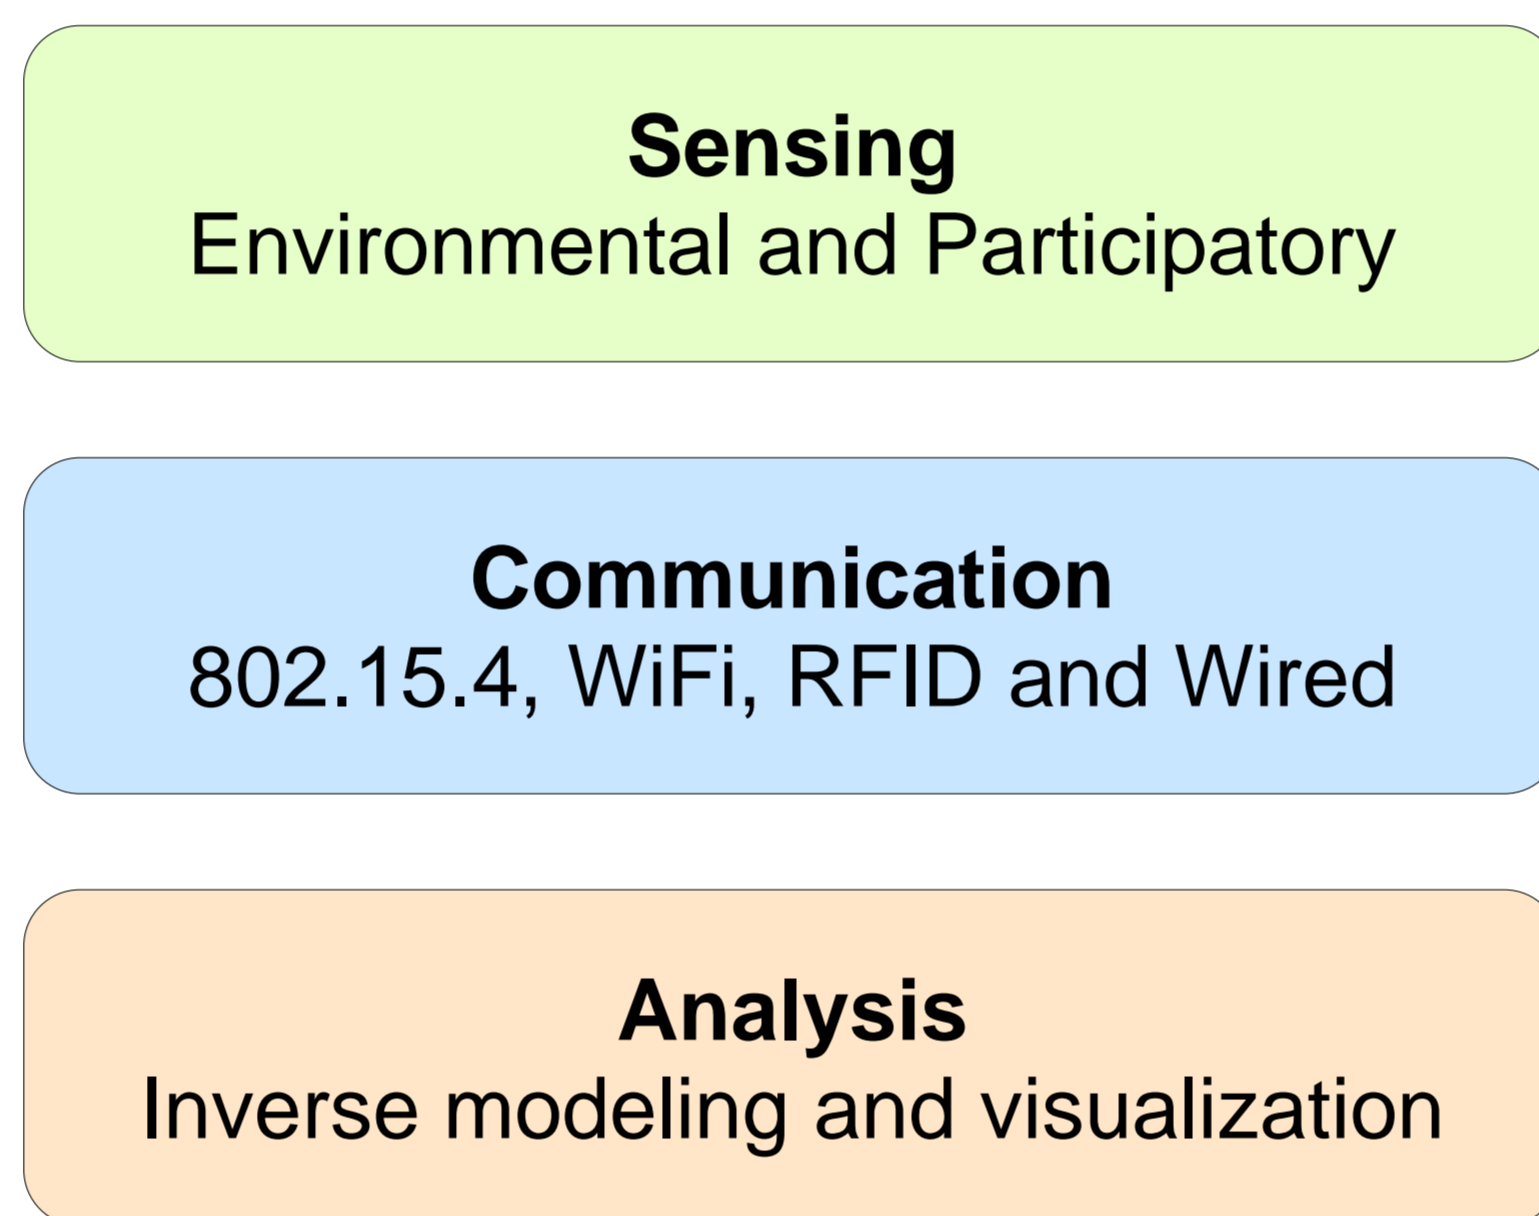 Sensing
Environmental and Participatory
Communication
802.15.4, WiFi, RFID and Wired
Analysis
Inverse modeling and visualization